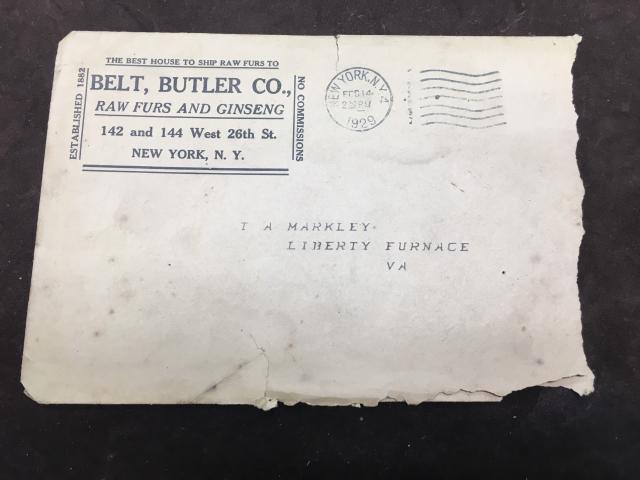 THE BEST HOUSE TO SHIP RAW FURS TO
ESTABLISHED 1882
BELT, BUTLER CO.,
RAW FURS AND GINSENG
142 and 144 West 26th St.
NEW YORK, N. Y.
NO COMMISSIONS
NEW YORK, N.Y.
FEB 14
1929
T A MARKLEY
LIBERTY FURNACE
VA